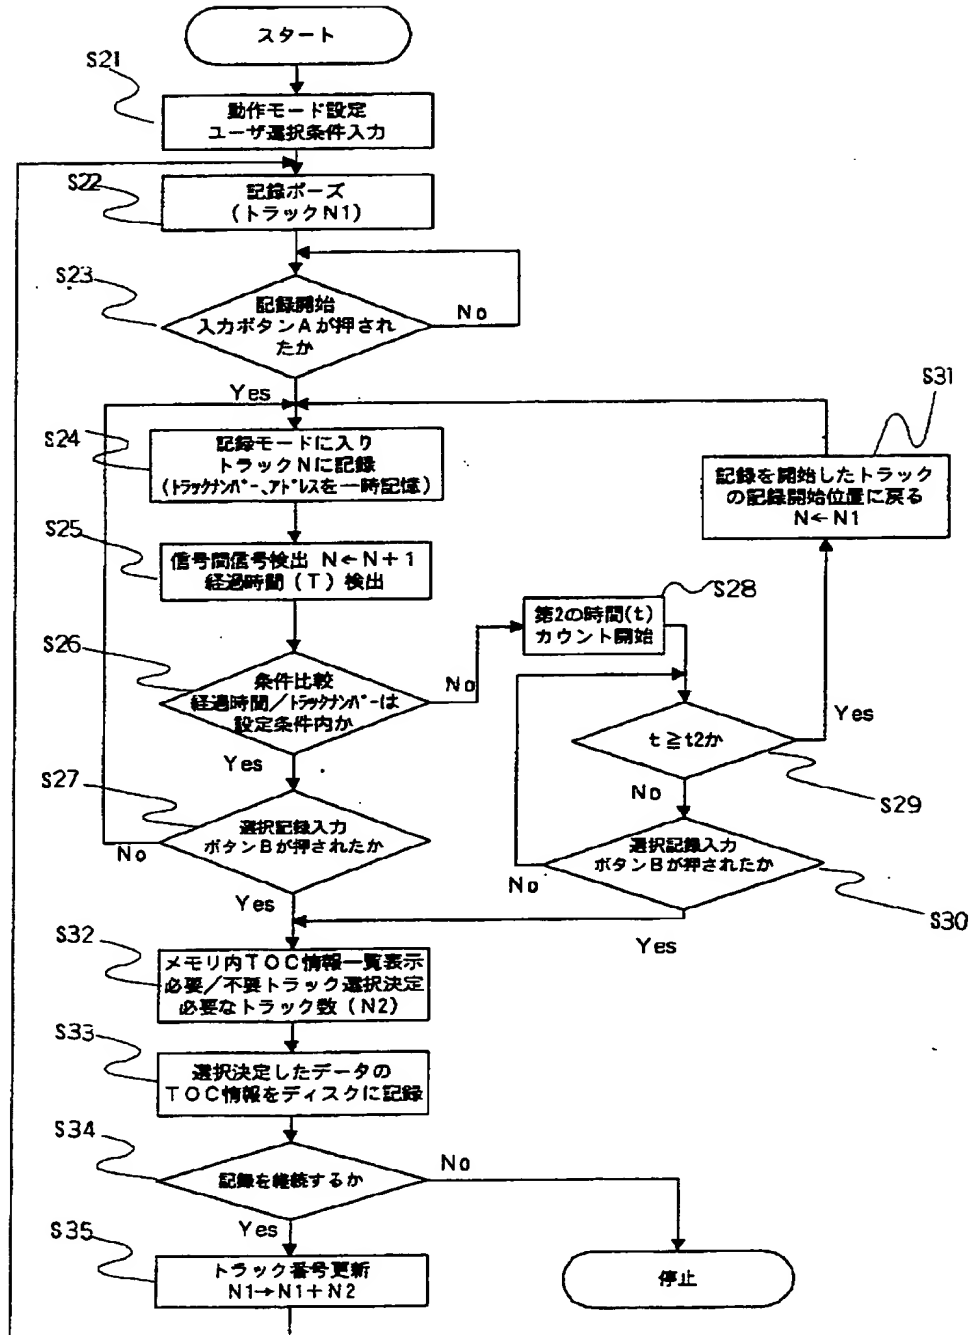 スタート
S21
動作モード設定
ユーザ選択条件入力
S22
記録ポーズ
(トラックN1)
S23
記録開始
入力ボタンAが押され
たか
No
Yes
S31
S24
記録モードに入り
トラックNに記録
(トラックナンバー、アドレスを一時記憶)
記録を開始したトラック
の記録開始位置に戻る
N←N1
S25
信号間信号検出 N←N+1
経過時間(T)検出
S28
第2の時間(t)
カウント開始
S26
条件比較
経過時間/トラックナンバーは
設定条件内か
No
Yes
t≧t2か
Yes
S29
No
S27
選択記録入力
ボタンBが押されたか
No
Yes
選択記録入力
ボタンBが押されたか
No
S30
Yes
S32
メモリ内TOC情報一覧表示
必要/不要トラック選択決定
必要なトラック数(N2)
S33
選択決定したデータの
TOC情報をディスクに記録
S34
記録を継続するか
No
Yes
S35
トラック番号更新
N1→N1+N2
停止